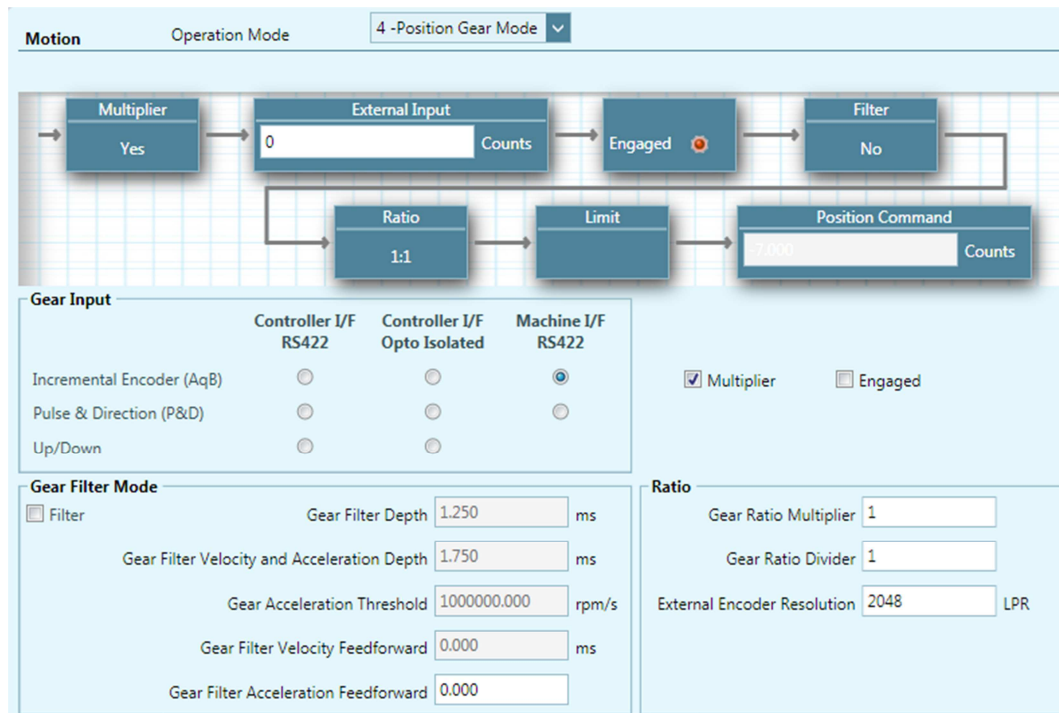 Motion Operation Mode 4 -Position Gear Mode
Multiplier External Input Filter
Yes 0 Counts Engaged No
Ratio Limit Position Command
1:1 -7.000 Counts
Gear Input
Controller I/F Controller I/F Machine I/F
RS422 Opto Isolated RS422
Incremental Encoder (AqB)
Multiplier Engaged
Pulse & Direction (P&D)
Up/Down
Gear Filter Mode Ratio
Filter Gear Filter Depth 1.250 ms Gear Ratio Multiplier 1
Gear Filter Velocity and Acceleration Depth 1.750 ms Gear Ratio Divider 1
Gear Acceleration Threshold 1000000.000 rpm/s External Encoder Resolution 2048 LPR
Gear Filter Velocity Feedforward 0.000 ms
Gear Filter Acceleration Feedforward 0.000